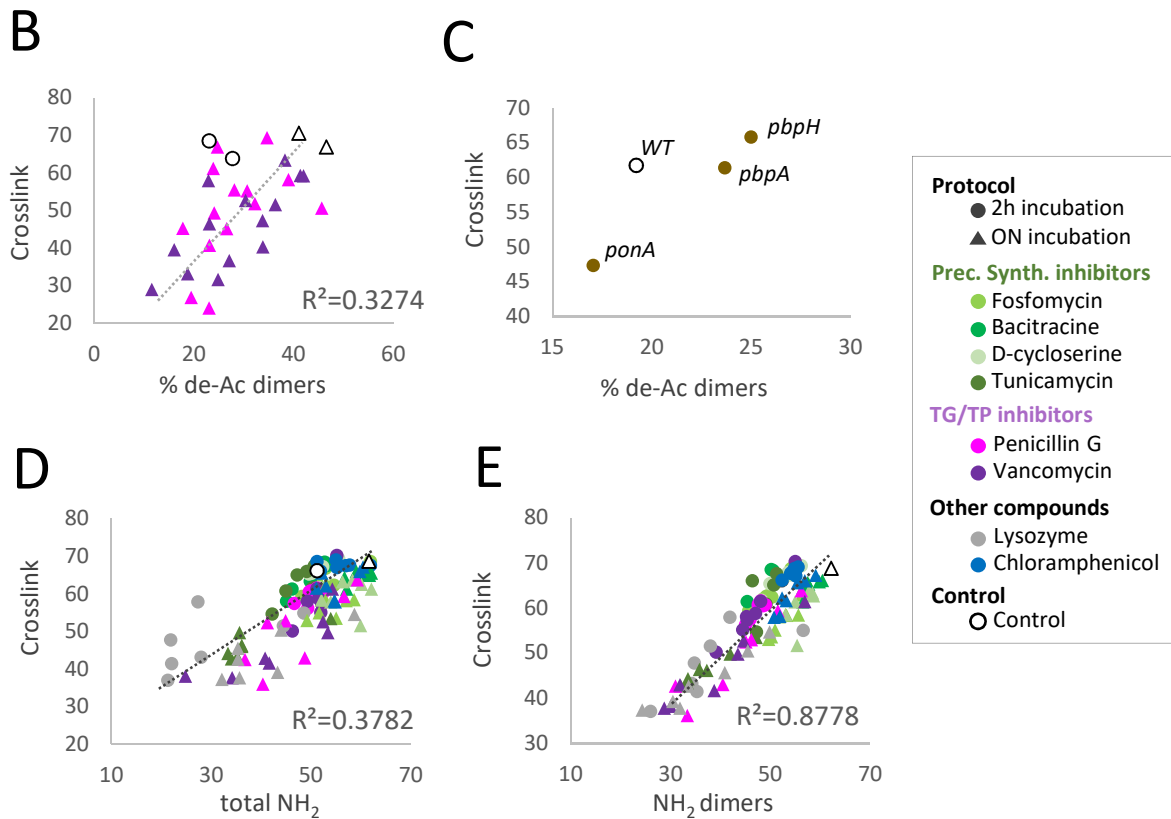 B
80
70
60
50
40
30
20
Crosslink
0
20
40
60
% de-Ac dimers
R²=0.3274
C
70
65
60
55
50
45
40
Crosslink
WT
pbpH
pbpA
ponA
15
20
25
30
% de-Ac dimers
D
80
70
60
50
40
30
20
Crosslink
R²=0.3782
10
30
50
70
total NH₂
E
80
70
60
50
40
30
Crosslink
R²=0.8778
10
30
50
70
NH₂ dimers
Protocol
2h incubation
ON incubation
Prec. Synth. inhibitors
Fosfomycin
Bacitracine
D-cycloserine
Tunicamycin
TG/TP inhibitors
Penicillin G
Vancomycin
Other compounds
Lysozyme
Chloramphenicol
Control
Control